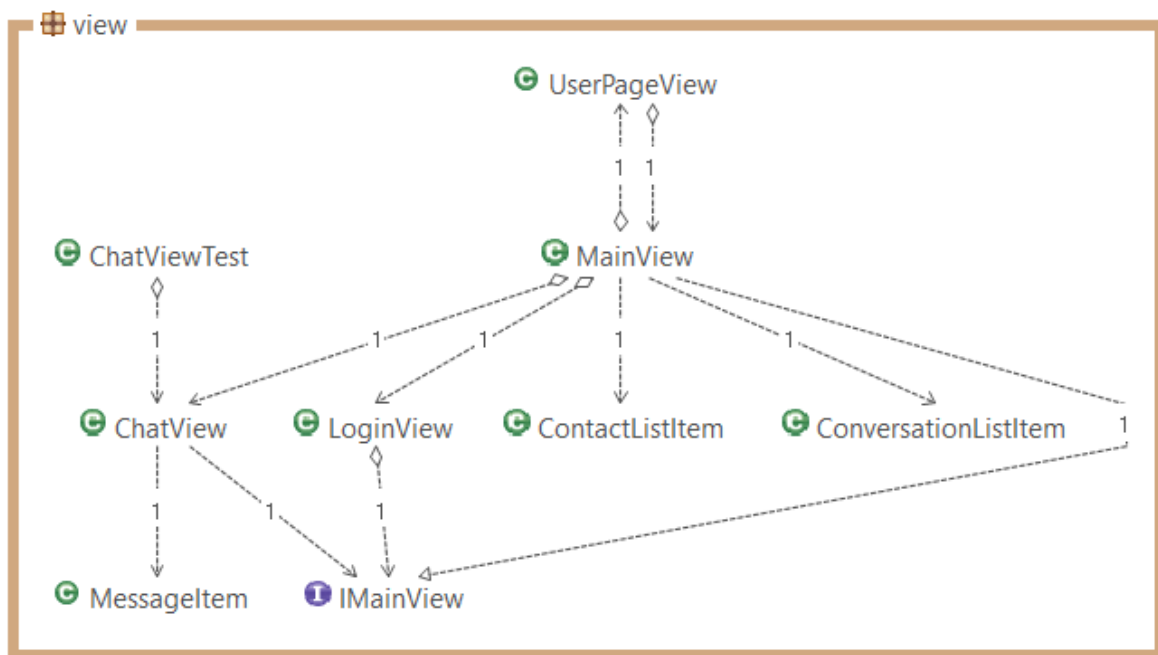 view
UserPageView
1 1
ChatViewTest MainView
1 1 1 1 1
ChatView LoginView ContactListItem ConversationListItem 1
1 1 1
MessageItem IMainView